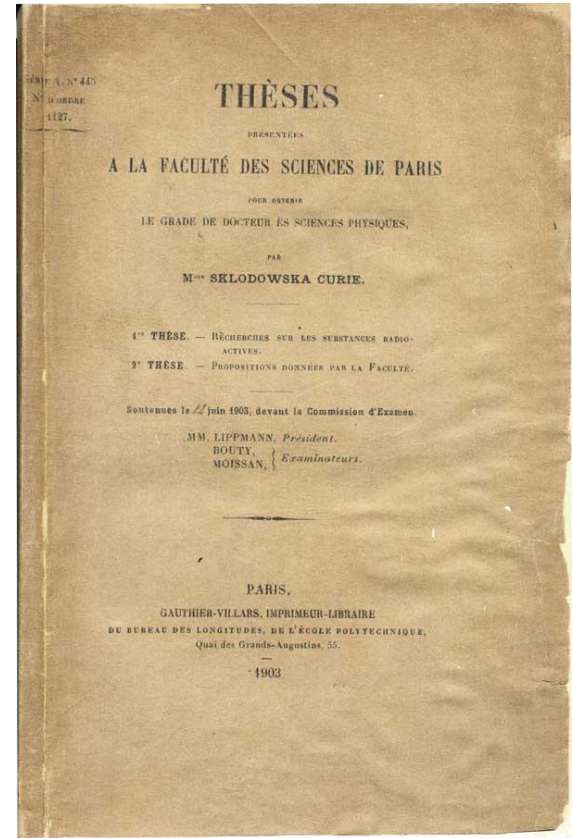 SÉRIE A, Nº 445
Nº D'ORDRE
1127.
THÈSES
PRÉSENTÉES
A LA FACULTÉ DES SCIENCES DE PARIS
POUR OBTENIR
LE GRADE DE DOCTEUR ÈS SCIENCES PHYSIQUES,
PAR
Mme SKLODOWSKA CURIE.
1re THÈSE. — RECHERCHES SUR LES SUBSTANCES RADIO-
ACTIVES.
2e THÈSE — PROPOSITIONS DONNÉES PAR LA FACULTÉ.
Soutenues le juin 1903, devant la Commission d'Examen.
MM. LIPPMANN, Président.
BOUTY,
MOISSAN, } Examinateurs.
PARIS,
GAUTHIER-VILLARS, IMPRIMEUR-LIBRAIRE
DU BUREAU DES LONGITUDES, DE L'ÉCOLE POLYTECHNIQUE,
Quai des Grands-Augustins, 55.
1903